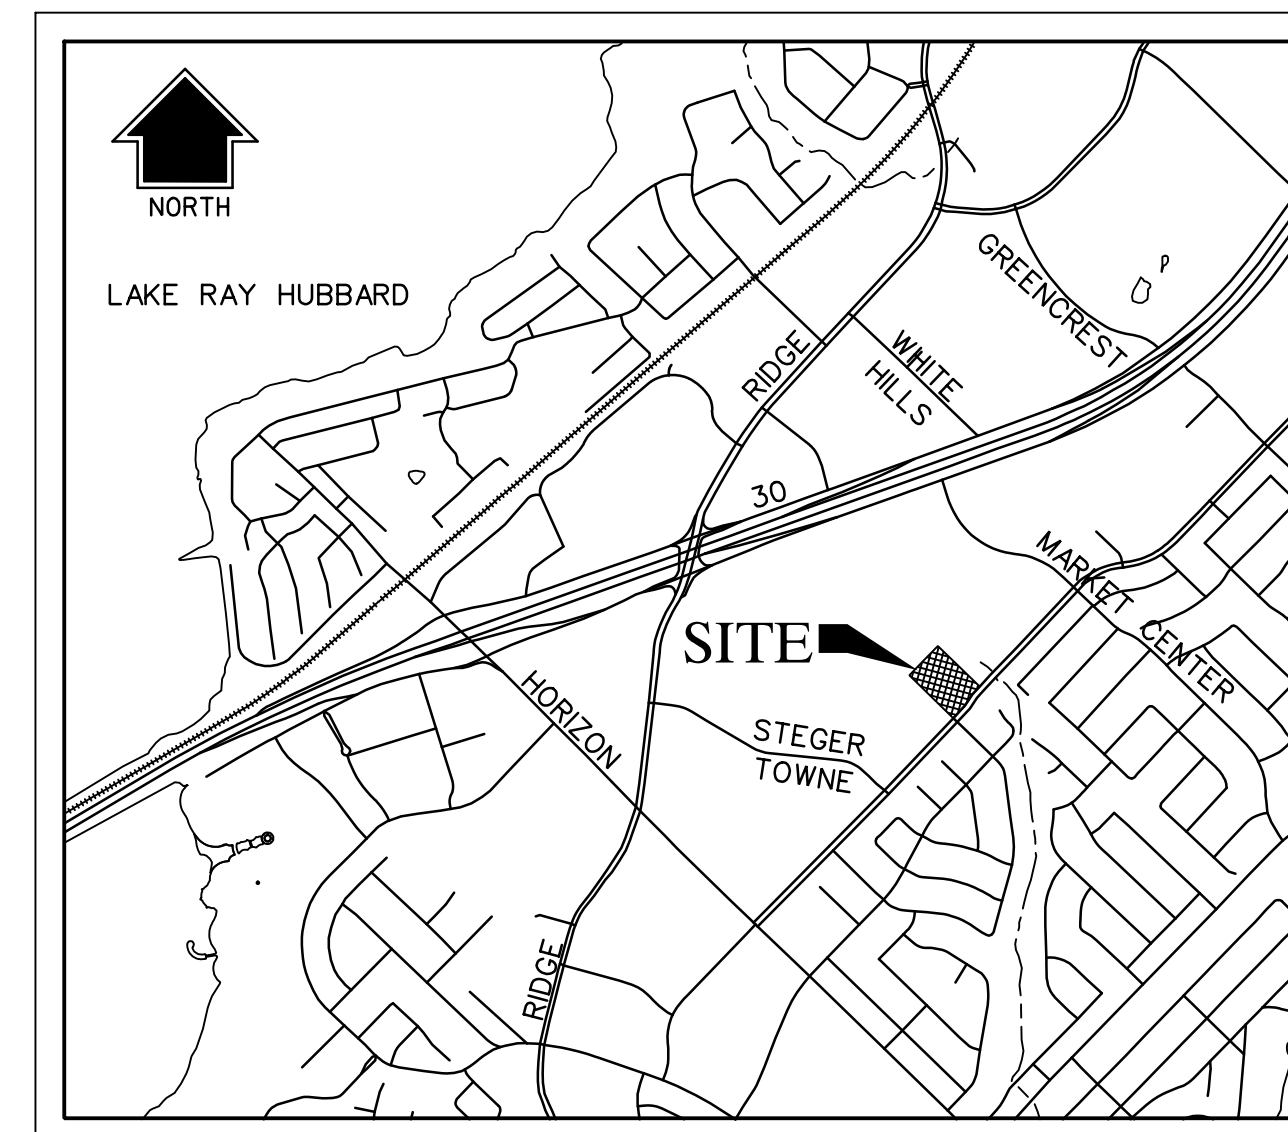 NORTH
LAKE RAY HUBBARD
GREENCREST
RIDGE
WHITE
HILLS
30
MARKET
CENTER
SITE
HORIZON
STEGER
TOWNE
RIDGE